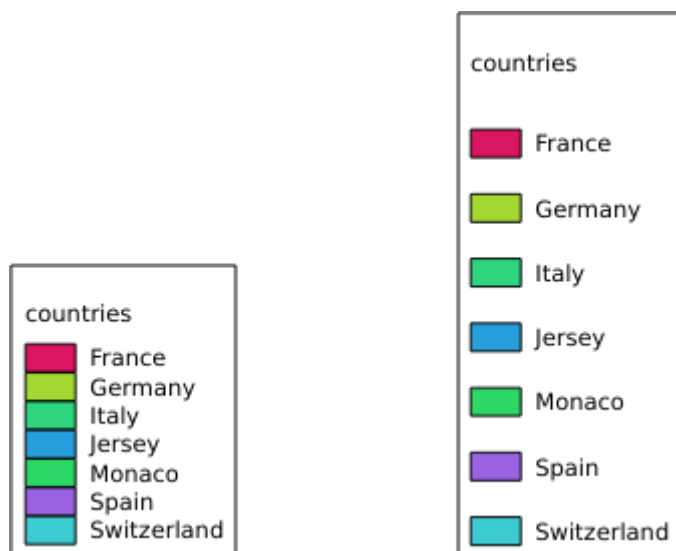 countries
France
Germany
Italy
Jersey
Monaco
Spain
Switzerland
countries
France
Germany
Italy
Jersey
Monaco
Spain
Switzerland